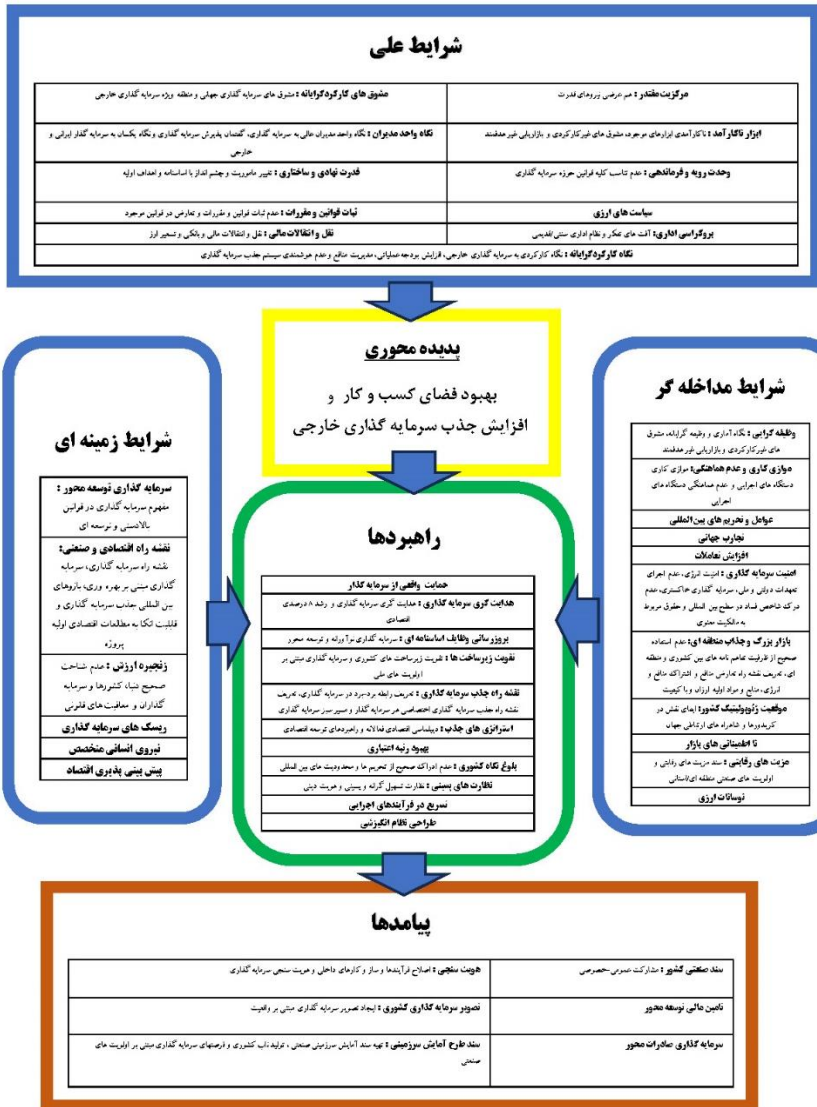 شرایط علی
مرکزیت مقتدر : هم عرضی نیروهای قدرت
مشوق های کارکردگرایانه : مشوق های سرمایه گذاری جهانی و منطقه ویژه سرمایه گذاری خارجی
ابزار ناکارآمد : ناکارآمدی ابزارهای موجود، مشوق های غیرکارکردی و بازاریابی غیر هدفمند
نگاه واحد مدیران : نگاه واحد مدیران عالی به سرمایه گذاری، گفتمان پذیرش سرمایه گذاری و نگاه یکسان به سرمایه گذار ایرانی و
خارجی
وحدت رویه و فرماندهی : عدم تناسب کلیه قوانین حوزه سرمایه گذاری
قدرت نهادی و ساختاری : تغییر ماموریت و چشم انداز با اساسنامه و اهداف اولیه
سیاست های ارزی
ثبات قوانین و مقررات : عدم ثبات قوانین و مقررات و تعارض در قوانین موجود
بروکراسی اداری : آفت های تفکر و نظام اداری سنتی/قدیمی
نقل و انتقالات مالی : نقل و انتقالات مالی و بانکی و تسعیر ارز
نگاه کارکردگرایانه : نگاه کارکردی به سرمایه گذاری خارجی، افزایش بودجه عملیاتی، مدیریت منافع و عدم هوشمندی سیستم جذب سرمایه گذاری
پدیده محوری
بهبود فضای کسب و کار و
افزایش جذب سرمایه گذاری خارجی
شرایط مداخله گر
وظیفه گرایی : نگاه آماری و وظیفه گرایانه، مشوق
های غیرکارکردی و بازاریابی غیر هدفمند
موازی کاری و عدم هماهنگی: موازی کاری
دستگاه های اجرایی و عدم هماهنگی دستگاه های
اجرایی
عوامل و تحریم های بین المللی
تجارب جهانی
افزایش تعاملات
امنیت سرمایه گذاری : امنیت انرژی، عدم اجرای
تعهدات دولتی و ملی، سرمایه گذاری خاکستری، عدم
درک شاخص فساد در سطح بین المللی و حقوق مربوط
به مالکیت معنوی
بازار بزرگ و جذاب منطقه ای: عدم استفاده
صحیح از ظرفیت تفاهم نامه های بین کشوری و منطقه
ای، تعریف نقشه راه تعارض منافع و اشتراک منافع و
انرژی، منابع و مواد اولیه ارزان و با کیفیت
موقعیت ژئوپولیتیک کشور: ایفای نقش در
کریدورها و شاهراه های ارتباطی جهان
نا اطمینانی های بازار
مزیت های رقابتی : سند مزیت های رقابتی و
اولویت های صنعتی منطقه ای/استانی
نوسانات ارزی
راهبردها
حمایت واقعی از سرمایه گذار
هدایت گری سرمایه گذاری : هدایت گری سرمایه گذاری و رشد ۸ درصدی
اقتصادی
بروزرسانی وظایف اساسنامه ای : سرمایه گذاری نوآورانه و توسعه محور
تقویت زیرساخت ها : تقویت زیرساخت های کشوری و سرمایه گذاری مبتنی بر
اولویت های ملی
نقشه راه جذب سرمایه گذاری : تعریف رابطه برد-برد در سرمایه گذاری، تعریف
نقشه راه جذب سرمایه گذاری اختصاصی هر سرمایه گذار و مسیر سبز سرمایه گذاری
استراتژی های جذب : دیپلماسی اقتصادی فعالانه و راهبردهای توسعه اقتصادی
بهبود رتبه اعتباری
بلوغ نگاه کشوری : عدم ادراک صحیح از تحریم ها و محدودیت های بین المللی
نظارت های پسینی : نظارت تسهیل گرانه و پسینی و هویت دینی
تسریع در فرآیندهای اجرایی
طراحی نظام انگیزشی
شرایط زمینه ای
سرمایه گذاری توسعه محور :
مفهوم سرمایه گذاری در قوانین
بالادستی و توسعه ای
نقشه راه اقتصادی و صنعتی:
نقشه راه سرمایه گذاری، سرمایه
گذاری مبتنی بر بهره وری، بازوهای
بین المللی جذب سرمایه گذاری و
قابلیت اتکا به مطالعات اقتصادی اولیه
پروژه
زنجیره ارزش : عدم شناخت
صحیح دنیا، کشورها و سرمایه
گذاران و معافیت های قانونی
ریسک های سرمایه گذاری
نیروی انسانی متخصص
پیش بینی پذیری اقتصاد
پیامدها
سند صنعتی کشور : مشارکت عمومی-خصوصی
هویت سنجی : اصلاح فرآیندها و ساز و کارهای داخلی و هویت سنجی سرمایه گذاری
تامین مالی توسعه محور
تصویر سرمایه گذاری کشوری : ایجاد تصویر سرمایه گذاری مبتنی بر واقعیت
سرمایه گذاری صادرات محور
سند طرح آمایش سرزمینی : تهیه سند آمایش سرزمینی صنعتی ، تولید ناب کشوری و فرصتهای سرمایه گذاری مبتنی بر اولویت های
صنعتی